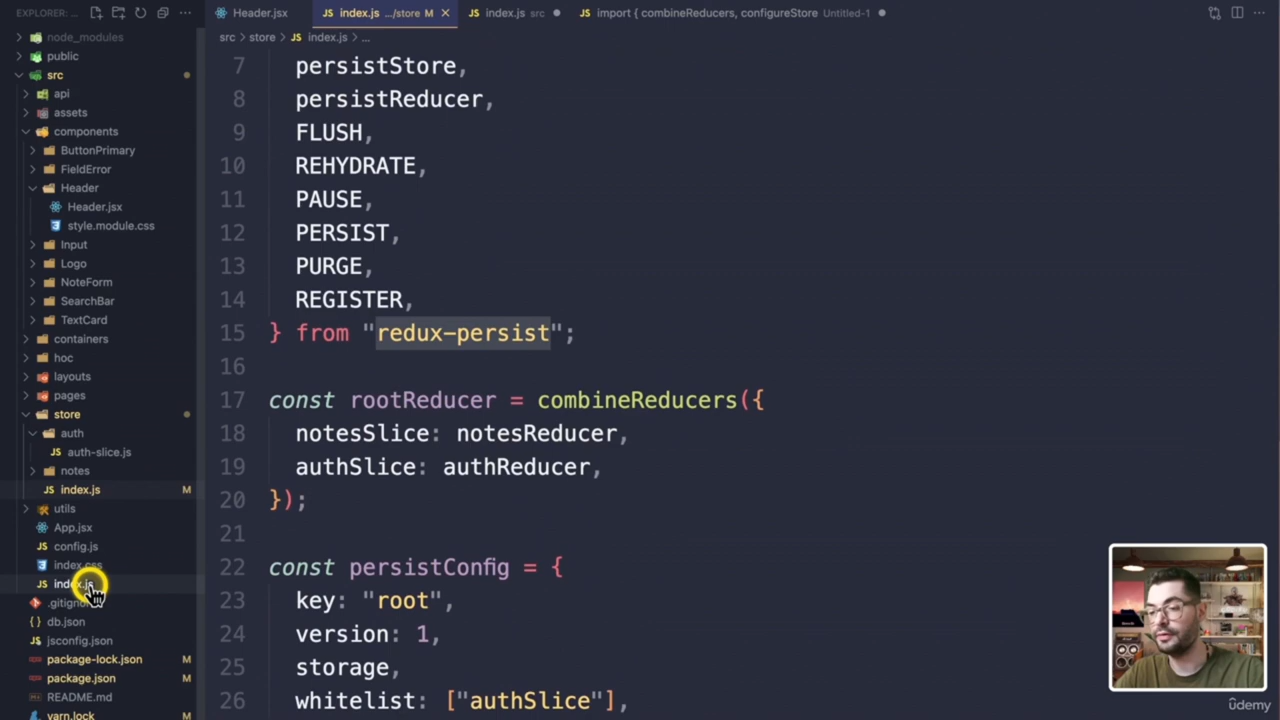 EXPLORER: ...
Header.jsx
index.js .../store M
index.js src
import { combineReducers, configureStore Untitled-1
src > store > index.js > ...
node_modules
public
src
api
assets
components
ButtonPrimary
FieldError
Header
Header.jsx
style.module.css
Input
Logo
NoteForm
SearchBar
TextCard
containers
hoc
layouts
pages
store
auth
auth-slice.js
notes
index.js M
utils
App.jsx
config.js
index.css
index.js
db.json
jsconfig.json
package-lock.json M
package.json M
README.md
yarn.lock M
7 persistStore,
8 persistReducer,
9 FLUSH,
10 REHYDRATE,
11 PAUSE,
12 PERSIST,
13 PURGE,
14 REGISTER,
15 } from "redux-persist";
16
17 const rootReducer = combineReducers({
18 notesSlice: notesReducer,
19 authSlice: authReducer,
20 });
21
22 const persistConfig = {
23 key: "root",
24 version: 1,
25 storage,
26 whitelist: ["authSlice"],
udemy